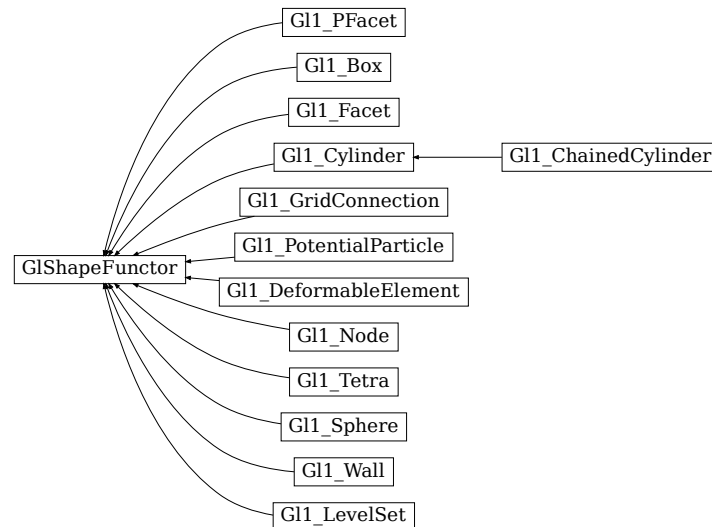 Gl1_PFacet
Gl1_Box
Gl1_Facet
Gl1_Cylinder
Gl1_ChainedCylinder
Gl1_GridConnection
Gl1_PotentialParticle
GlShapeFunctor
Gl1_DeformableElement
Gl1_Node
Gl1_Tetra
Gl1_Sphere
Gl1_Wall
Gl1_LevelSet